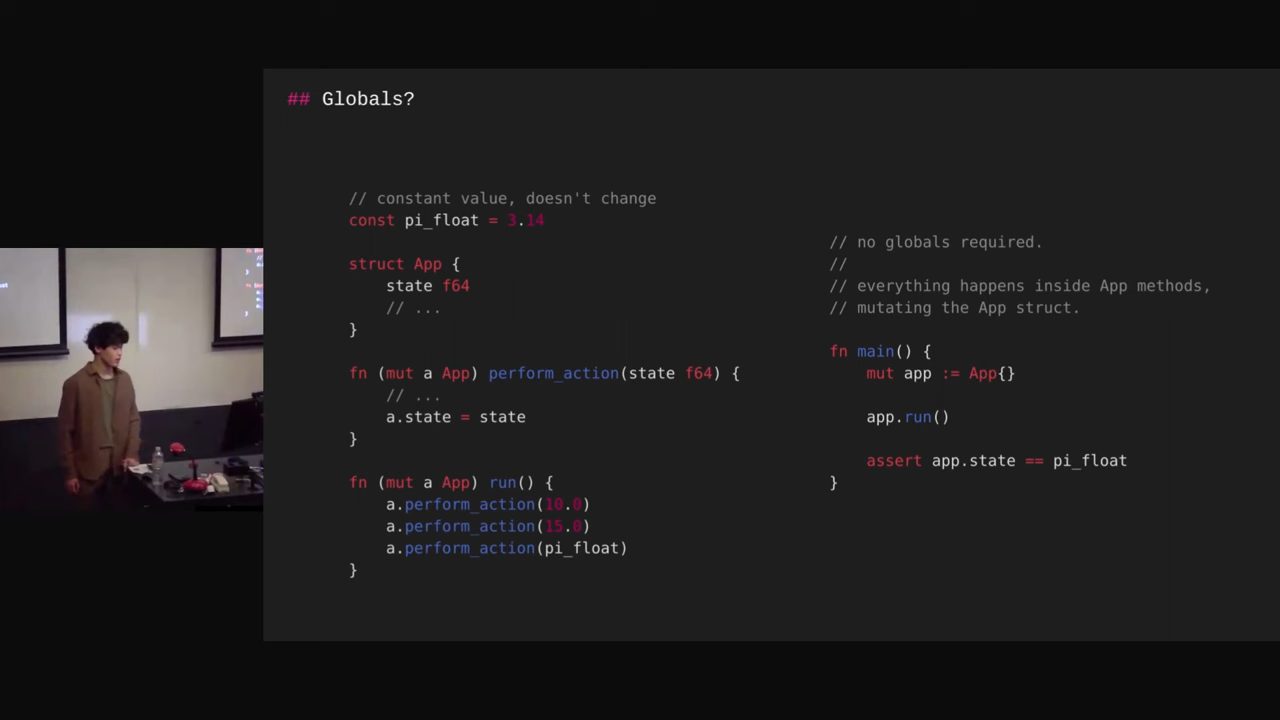 ## Globals?
// constant value, doesn't change
const pi_float = 3.14
struct App {
    state f64
    // ...
}
fn (mut a App) perform_action(state f64) {
    // ...
    a.state = state
}
fn (mut a App) run() {
    a.perform_action(10.0)
    a.perform_action(15.0)
    a.perform_action(pi_float)
}
// no globals required.
//
// everything happens inside App methods,
// mutating the App struct.
fn main() {
    mut app := App{}
    app.run()
    assert app.state == pi_float
}